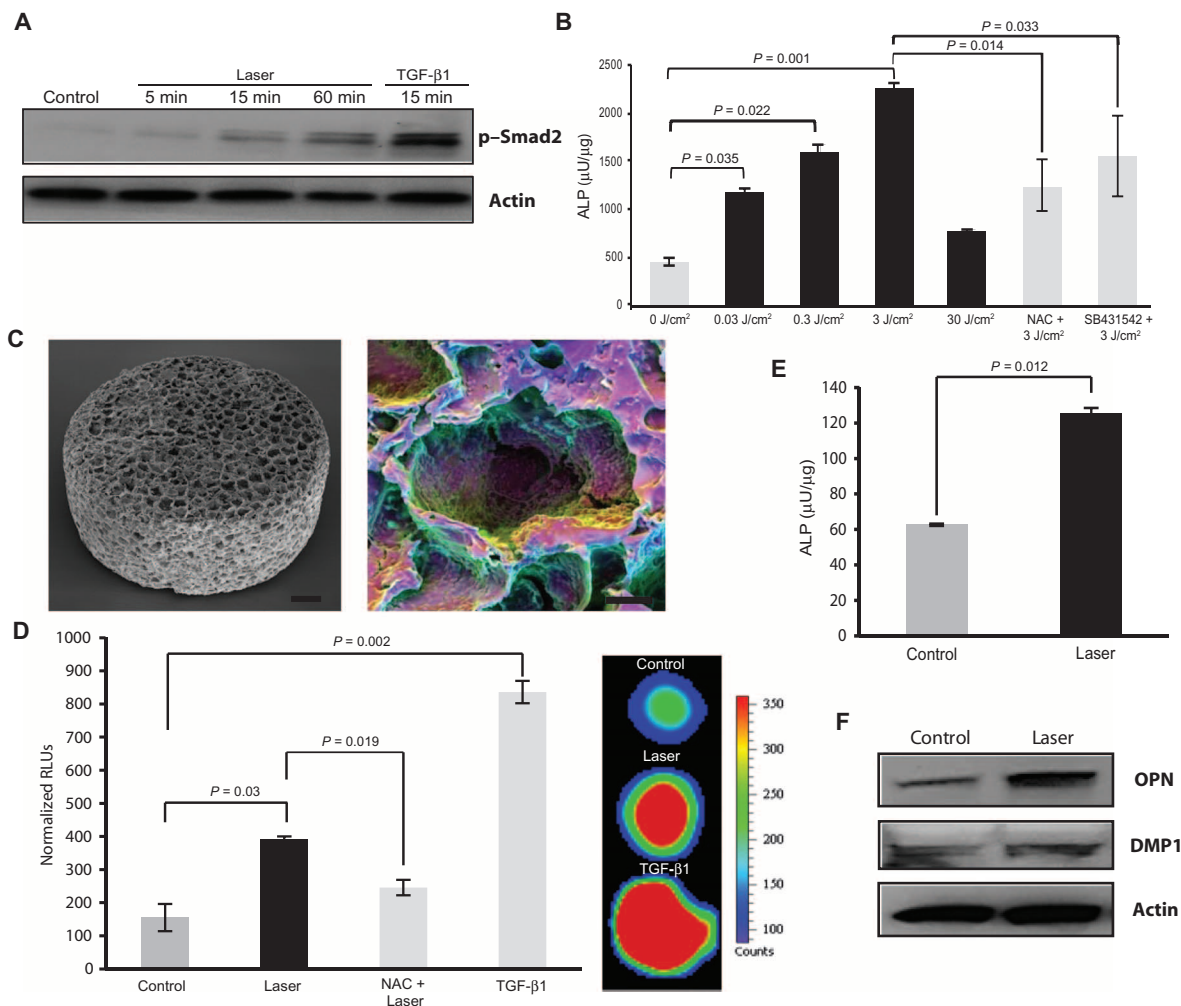 A
Laser
TGF-β1
Control
5 min
15 min
60 min
15 min
p–Smad2
Actin
B
P = 0.033
P = 0.014
P = 0.001
P = 0.022
P = 0.035
ALP (μU/μg)
2500
2000
1500
1000
500
0
0 J/cm²
0.03 J/cm²
0.3 J/cm²
3 J/cm²
30 J/cm²
NAC +
3 J/cm²
SB431542 +
3 J/cm²
C
D
P = 0.002
P = 0.019
P = 0.03
Normalized RLUs
1000
900
800
700
600
500
400
300
200
100
0
Control
Laser
NAC +
Laser
TGF-β1
Control
Laser
TGF-β1
350
300
250
200
150
100
Counts
E
P = 0.012
ALP (μU/μg)
140
120
100
80
60
40
20
0
Control
Laser
F
Control
Laser
OPN
DMP1
Actin